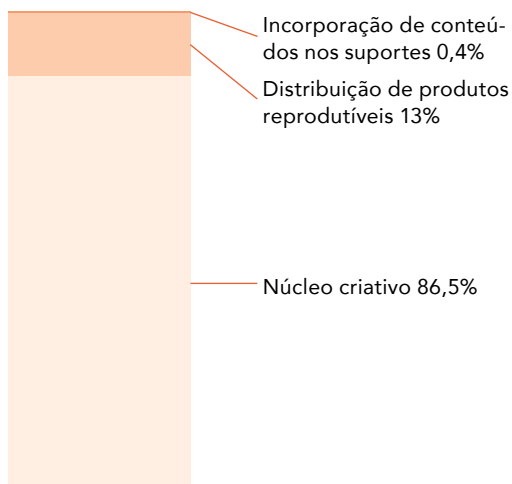 Incorporação de conteú-
dos nos suportes 0,4%
Distribuição de produtos
reprodutíveis 13%
Núcleo criativo 86,5%